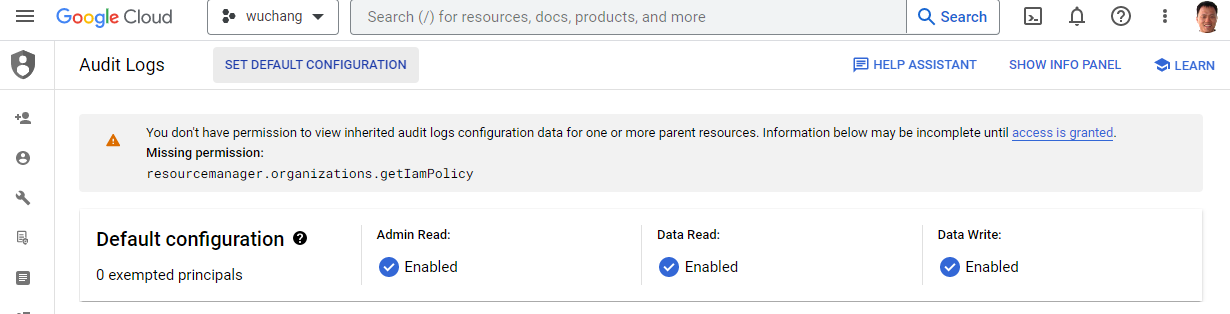 Google Cloud
wuchang
Search (/) for resources, docs, products, and more
Search
Audit Logs
SET DEFAULT CONFIGURATION
HELP ASSISTANT
SHOW INFO PANEL
LEARN
You don't have permission to view inherited audit logs configuration data for one or more parent resources. Information below may be incomplete until access is granted.
Missing permission:
resourcemanager.organizations.getIamPolicy
Default configuration
0 exempted principals
Admin Read:
Enabled
Data Read:
Enabled
Data Write:
Enabled